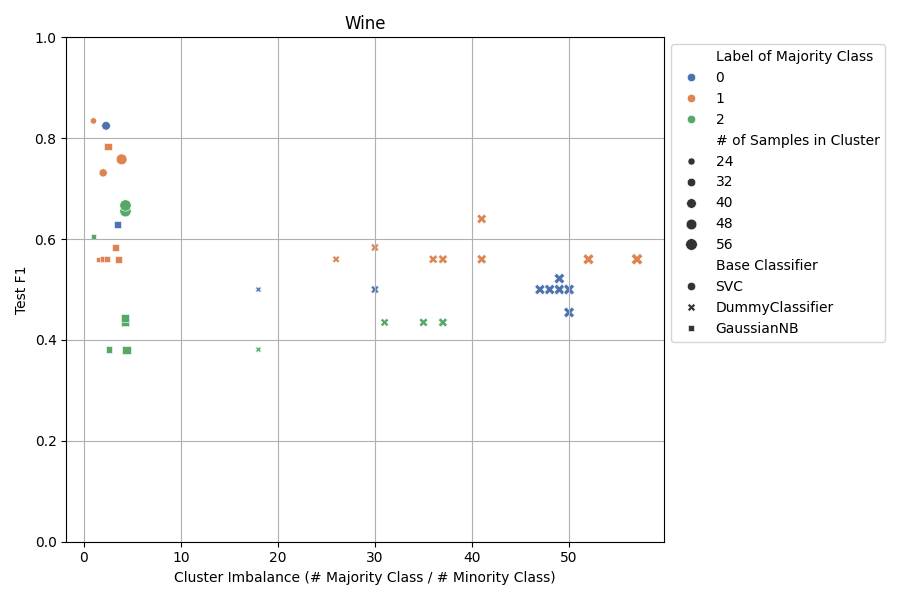 Wine
Test F1
1.0
0.8
0.6
0.4
0.2
0.0
0 10 20 30 40 50
Cluster Imbalance (# Majority Class / # Minority Class)
Label of Majority Class
0
1
2
# of Samples in Cluster
24
32
40
48
56
Base Classifier
SVC
DummyClassifier
GaussianNB